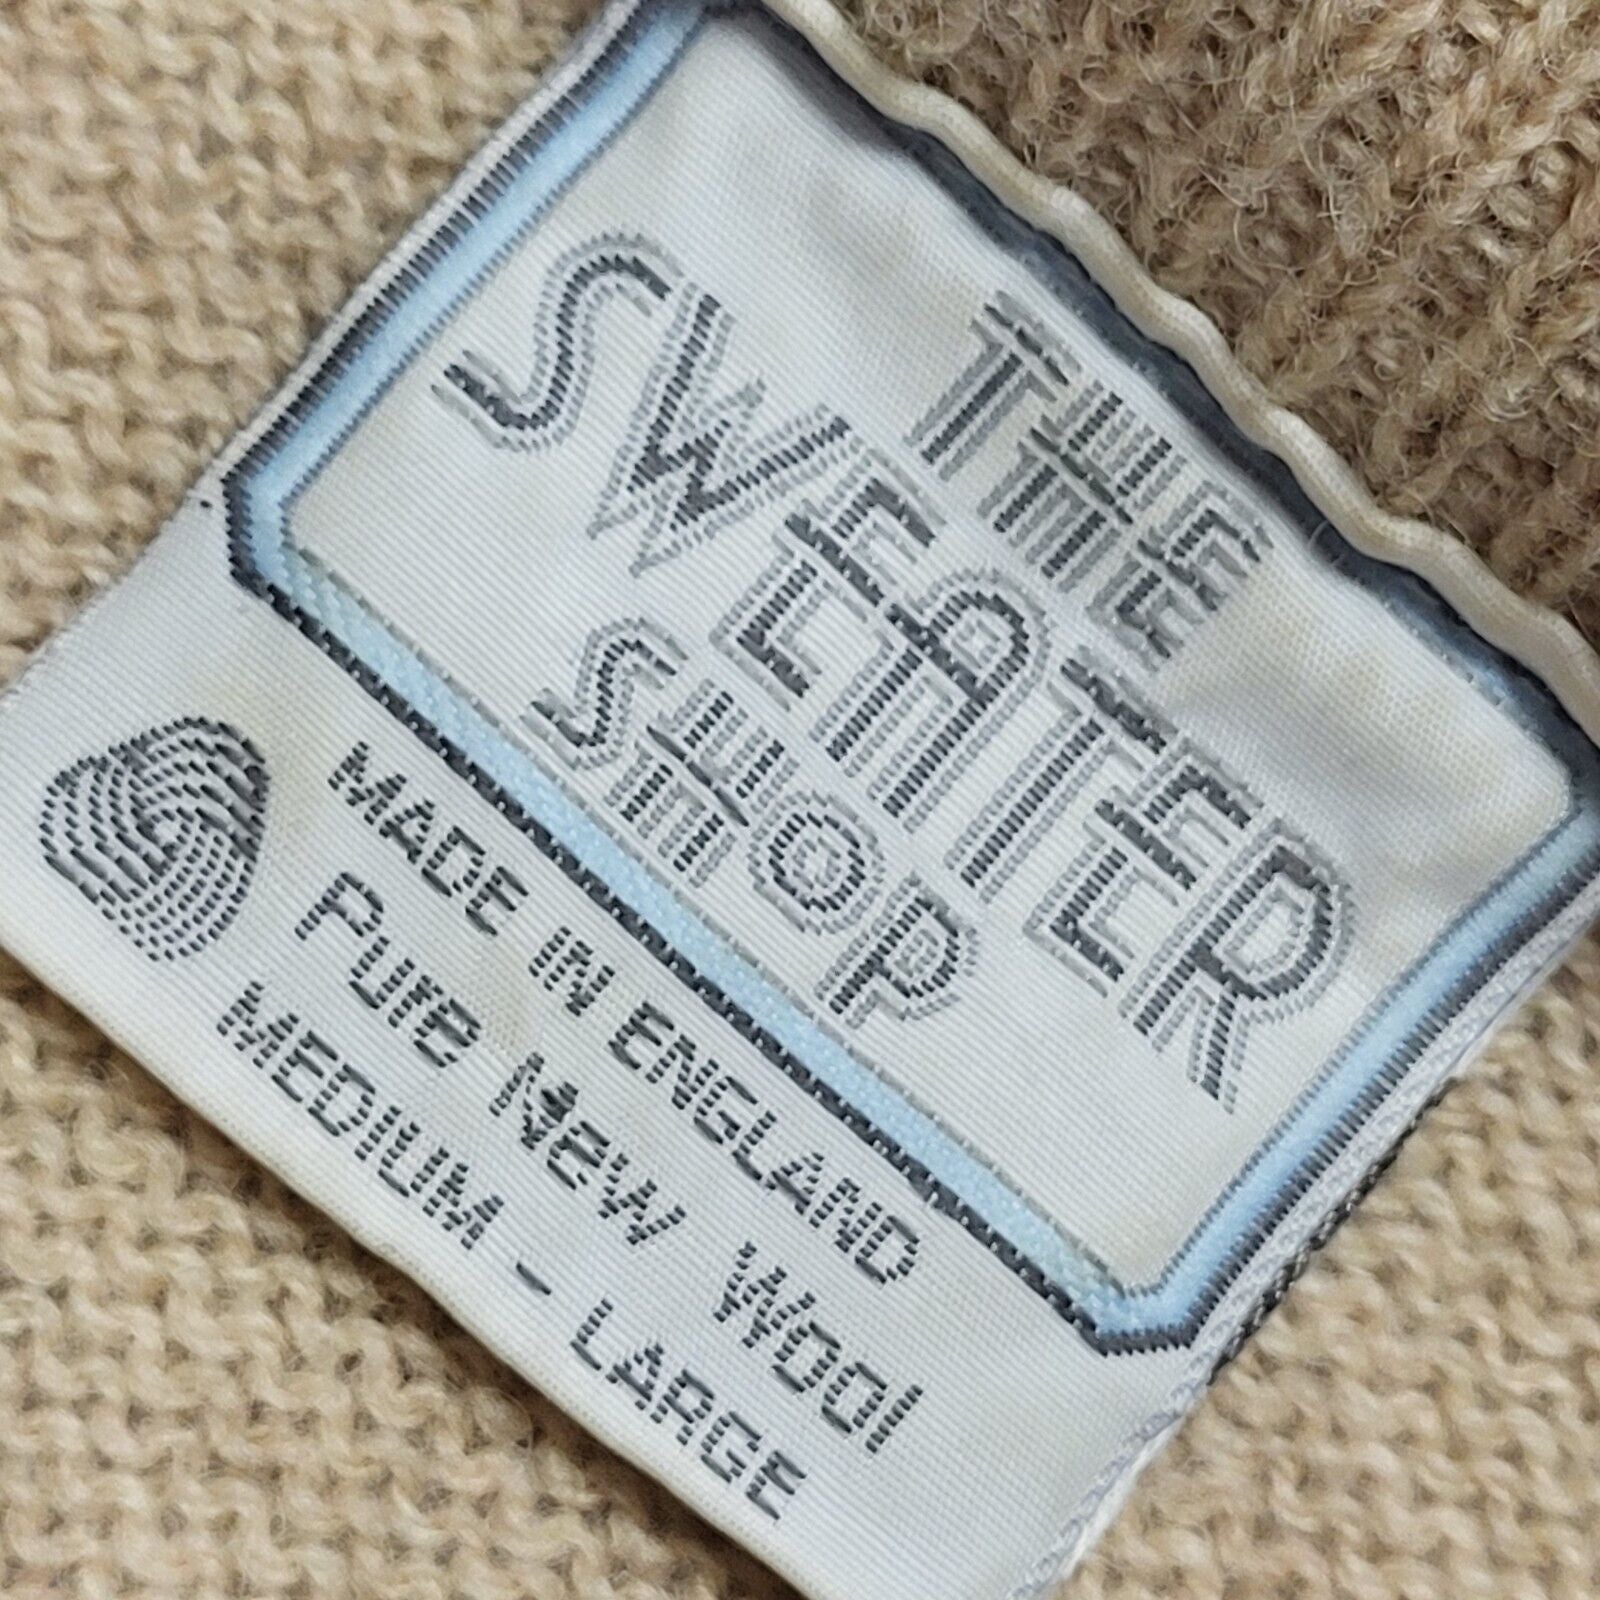 THE
SWEATER
SHOP
MADE IN ENGLAND
Pure New Wool
MEDIUM - LARGE